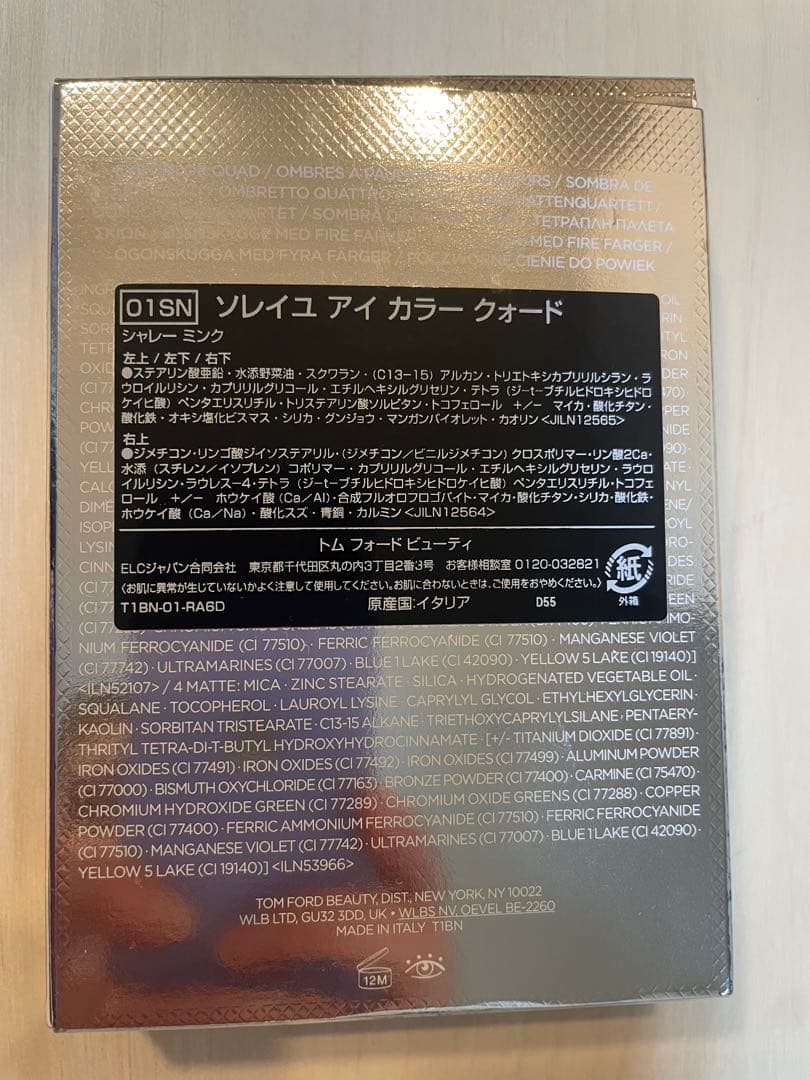 QUAD / OMBRES À PAUPIÈRES 4 COULEURS / SOMBRA DE
OMBRETTO QUATTRO
/ SOMBRA DE / ΤΕΤΡΑΠΛΗ ΠΑΛΕΤΑ
ΣΚΙΩΝ MED FIRE FARGER /
ÖGONSKUGGA MED FYRA FÄRGER / CIENIE DO POWIEK
01SN ソレイユ アイ カラー クォード
シャレー ミンク
左上 / 左下 / 右下
●ステアリン酸亜鉛・水添野菜油・スクワラン・(C13-15) アルカン・トリエトキシカプリリルシラン・ラ
ウロイルリシン・カプリリルグリコール・エチルヘキシルグリセリン・テトラ (ジ-t-ブチルヒドロキシヒドロ
ケイヒ酸) ペンタエリスリチル・トリステアリン酸ソルビタン・トコフェロール +/- マイカ・酸化チタン・
酸化鉄・オキシ塩化ビスマス・シリカ・グンジョウ・マンガンバイオレット・カオリン<JILN12565>
右上
●ジメチコン・リンゴ酸ジイソステアリル・(ジメチコン/ビニルジメチコン) クロスポリマー・リン酸2Ca・
水添 (スチレン/イソプレン) コポリマー・カプリリルグリコール・エチルヘキシルグリセリン・ラウロ
イルリシン・ラウレス-4・テトラ (ジ-t-ブチルヒドロキシヒドロケイヒ酸) ペンタエリスリチル・トコフェ
ロール +/- ホウケイ酸 (Ca/Al)・合成フルオロフロゴパイト・マイカ・酸化チタン・シリカ・酸化鉄・
ホウケイ酸 (Ca/Na)・酸化スズ・青銅・カルミン<JILN12564>
トム フォード ビューティ
ELCジャパン合同会社 東京都千代田区丸の内3丁目2番3号 お客様相談室 0120-032821
<お肌に異常が生じていないかよく注意して使用してください。お肌に合わないときは、ご使用をおやめください。>
紙
外箱
T1BN-01-RA6D 原産国:イタリア D55
NIUM FERROCYANIDE (CI 77510) · FERRIC FERROCYANIDE (CI 77510) · MANGANESE VIOLET
(CI 77742) · ULTRAMARINES (CI 77007) · BLUE 1 LAKE (CI 42090) · YELLOW 5 LAKE (CI 19140)]
<ILN52107> / 4 MATTE: MICA · ZINC STEARATE · SILICA · HYDROGENATED VEGETABLE OIL ·
SQUALANE · TOCOPHEROL · LAUROYL LYSINE · CAPRYLYL GLYCOL · ETHYLHEXYLGLYCERIN ·
KAOLIN · SORBITAN TRISTEARATE · C13-15 ALKANE · TRIETHOXYCAPRYLYLSILANE · PENTAERY-
THRITYL TETRA-DI-T-BUTYL HYDROXYHYDROCINNAMATE · [+/- TITANIUM DIOXIDE (CI 77891) ·
IRON OXIDES (CI 77491) · IRON OXIDES (CI 77492) · IRON OXIDES (CI 77499) · ALUMINUM POWDER
(CI 77000) · BISMUTH OXYCHLORIDE (CI 77163) · BRONZE POWDER (CI 77400) · CARMINE (CI 75470) ·
CHROMIUM HYDROXIDE GREEN (CI 77289) · CHROMIUM OXIDE GREENS (CI 77288) · COPPER
POWDER (CI 77400) · FERRIC AMMONIUM FERROCYANIDE (CI 77510) · FERRIC FERROCYANIDE
(CI 77510) · MANGANESE VIOLET (CI 77742) · ULTRAMARINES (CI 77007) · BLUE 1 LAKE (CI 42090) ·
YELLOW 5 LAKE (CI 19140)] <ILN53966>
TOM FORD BEAUTY, DIST., NEW YORK, NY 10022
WLB LTD, GU32 3DD, UK • WLBS NV. OEVEL BE-2260
MADE IN ITALY T1BN
12M